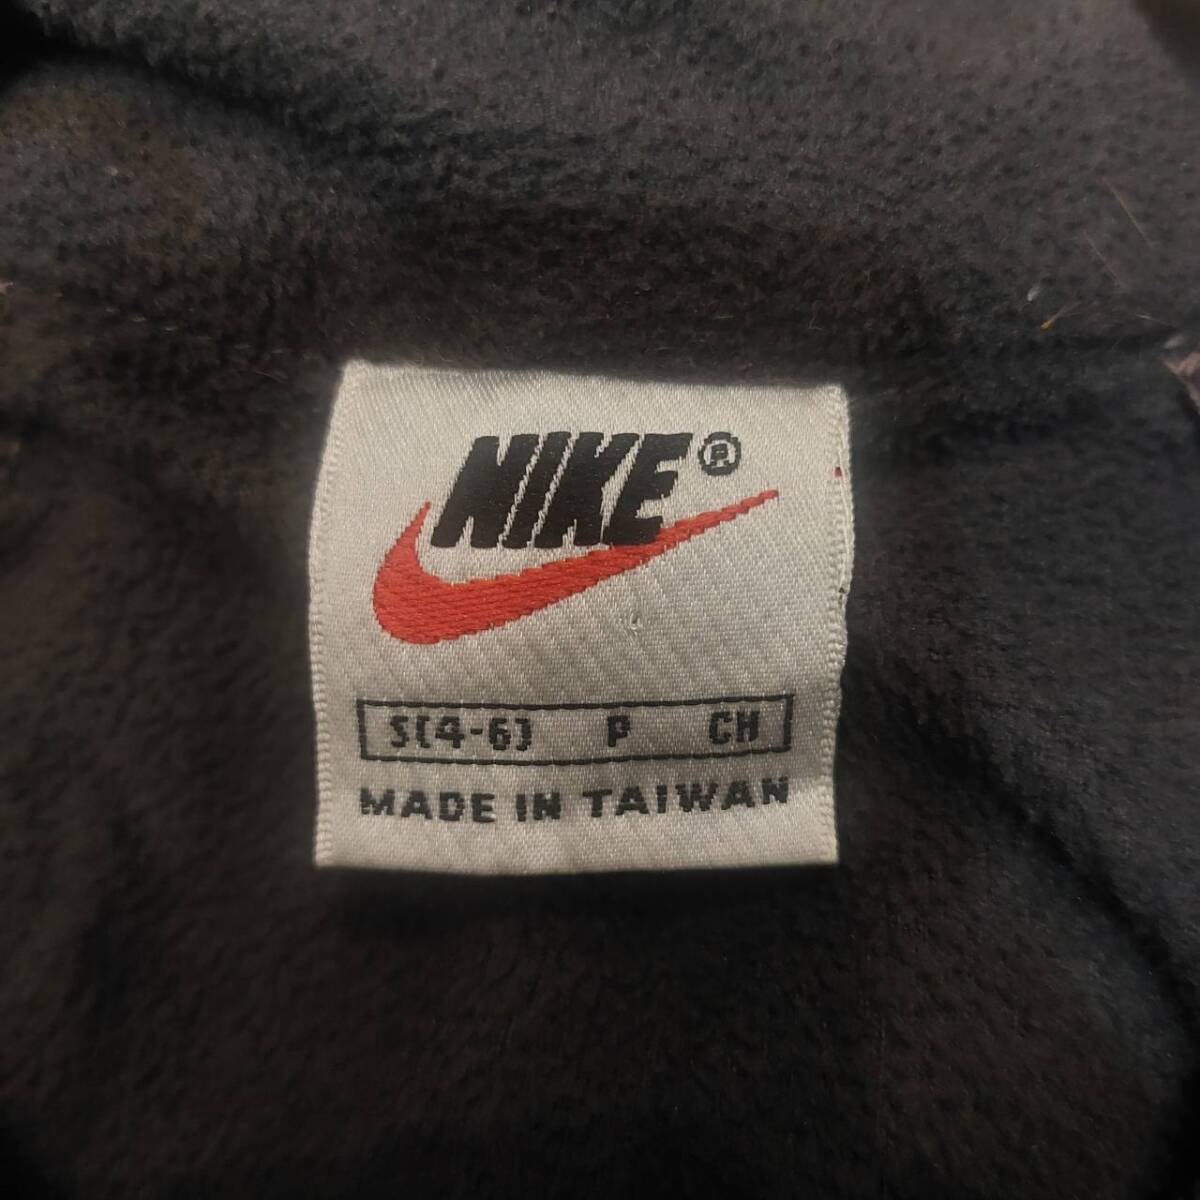 NIKE®
S(4-6) P CH
MADE IN TAIWAN